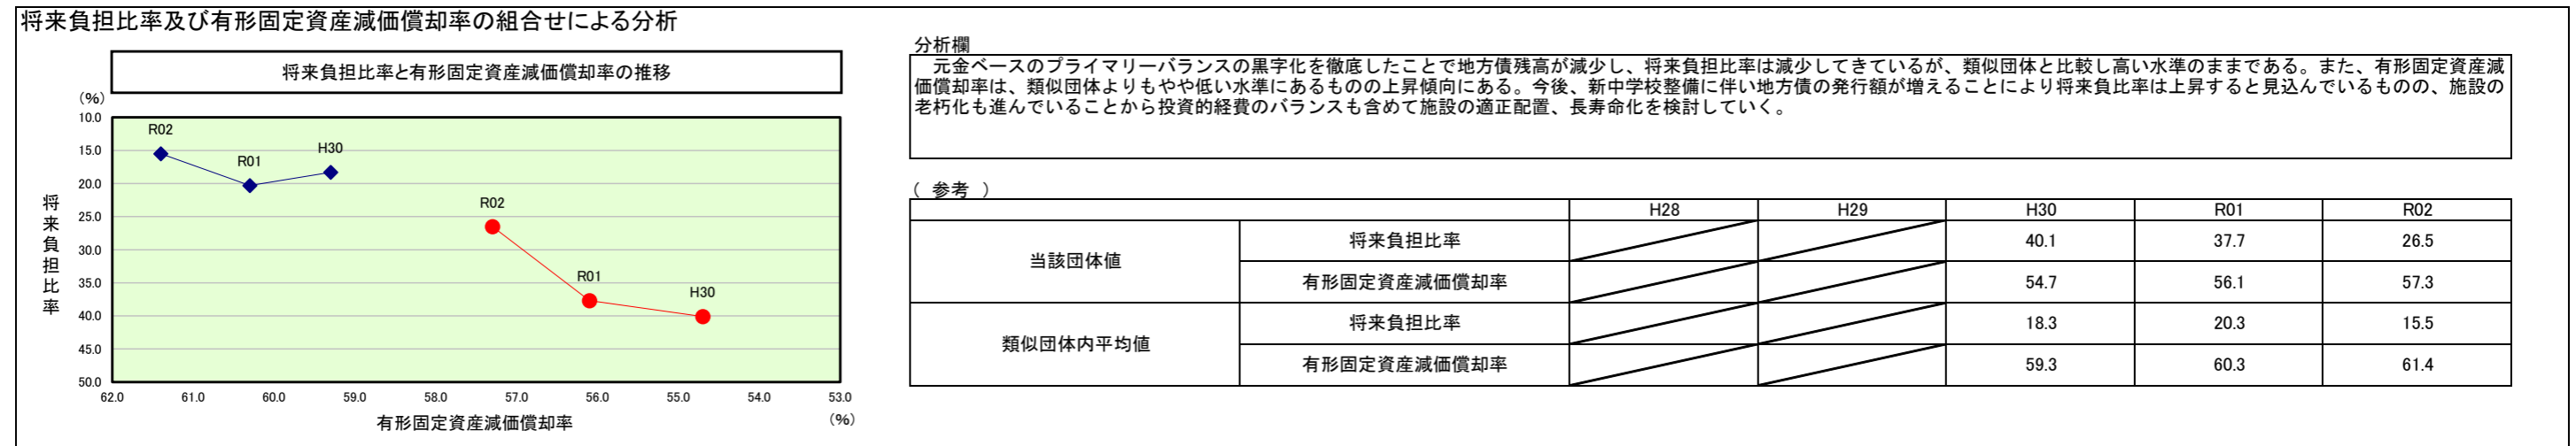 将来負担比率及び有形固定資産減価償却率の組合せによる分析
将来負担比率と有形固定資産減価償却率の推移
(%)
10.0
15.0
20.0
25.0
30.0
35.0
40.0
45.0
50.0
将来負担比率
R02
R01
H30
R02
R01
H30
62.0 61.0 60.0 59.0 58.0 57.0 56.0 55.0 54.0 53.0
有形固定資産減価償却率
(%)
分析欄
元金ベースのプライマリーバランスの黒字化を徹底したことで地方債残高が減少し、将来負担比率は減少してきているが、類似団体と比較し高い水準のままである。また、有形固定資産減
価償却率は、類似団体よりもやや低い水準にあるものの上昇傾向にある。今後、新中学校整備に伴い地方債の発行額が増えることにより将来負比率は上昇すると見込んでいるものの、施設の
老朽化も進んでいることから投資的経費のバランスも含めて施設の適正配置、長寿命化を検討していく。
（ 参考 ）
H28 H29 H30 R01 R02
当該団体値
将来負担比率 40.1 37.7 26.5
有形固定資産減価償却率 54.7 56.1 57.3
類似団体内平均値
将来負担比率 18.3 20.3 15.5
有形固定資産減価償却率 59.3 60.3 61.4